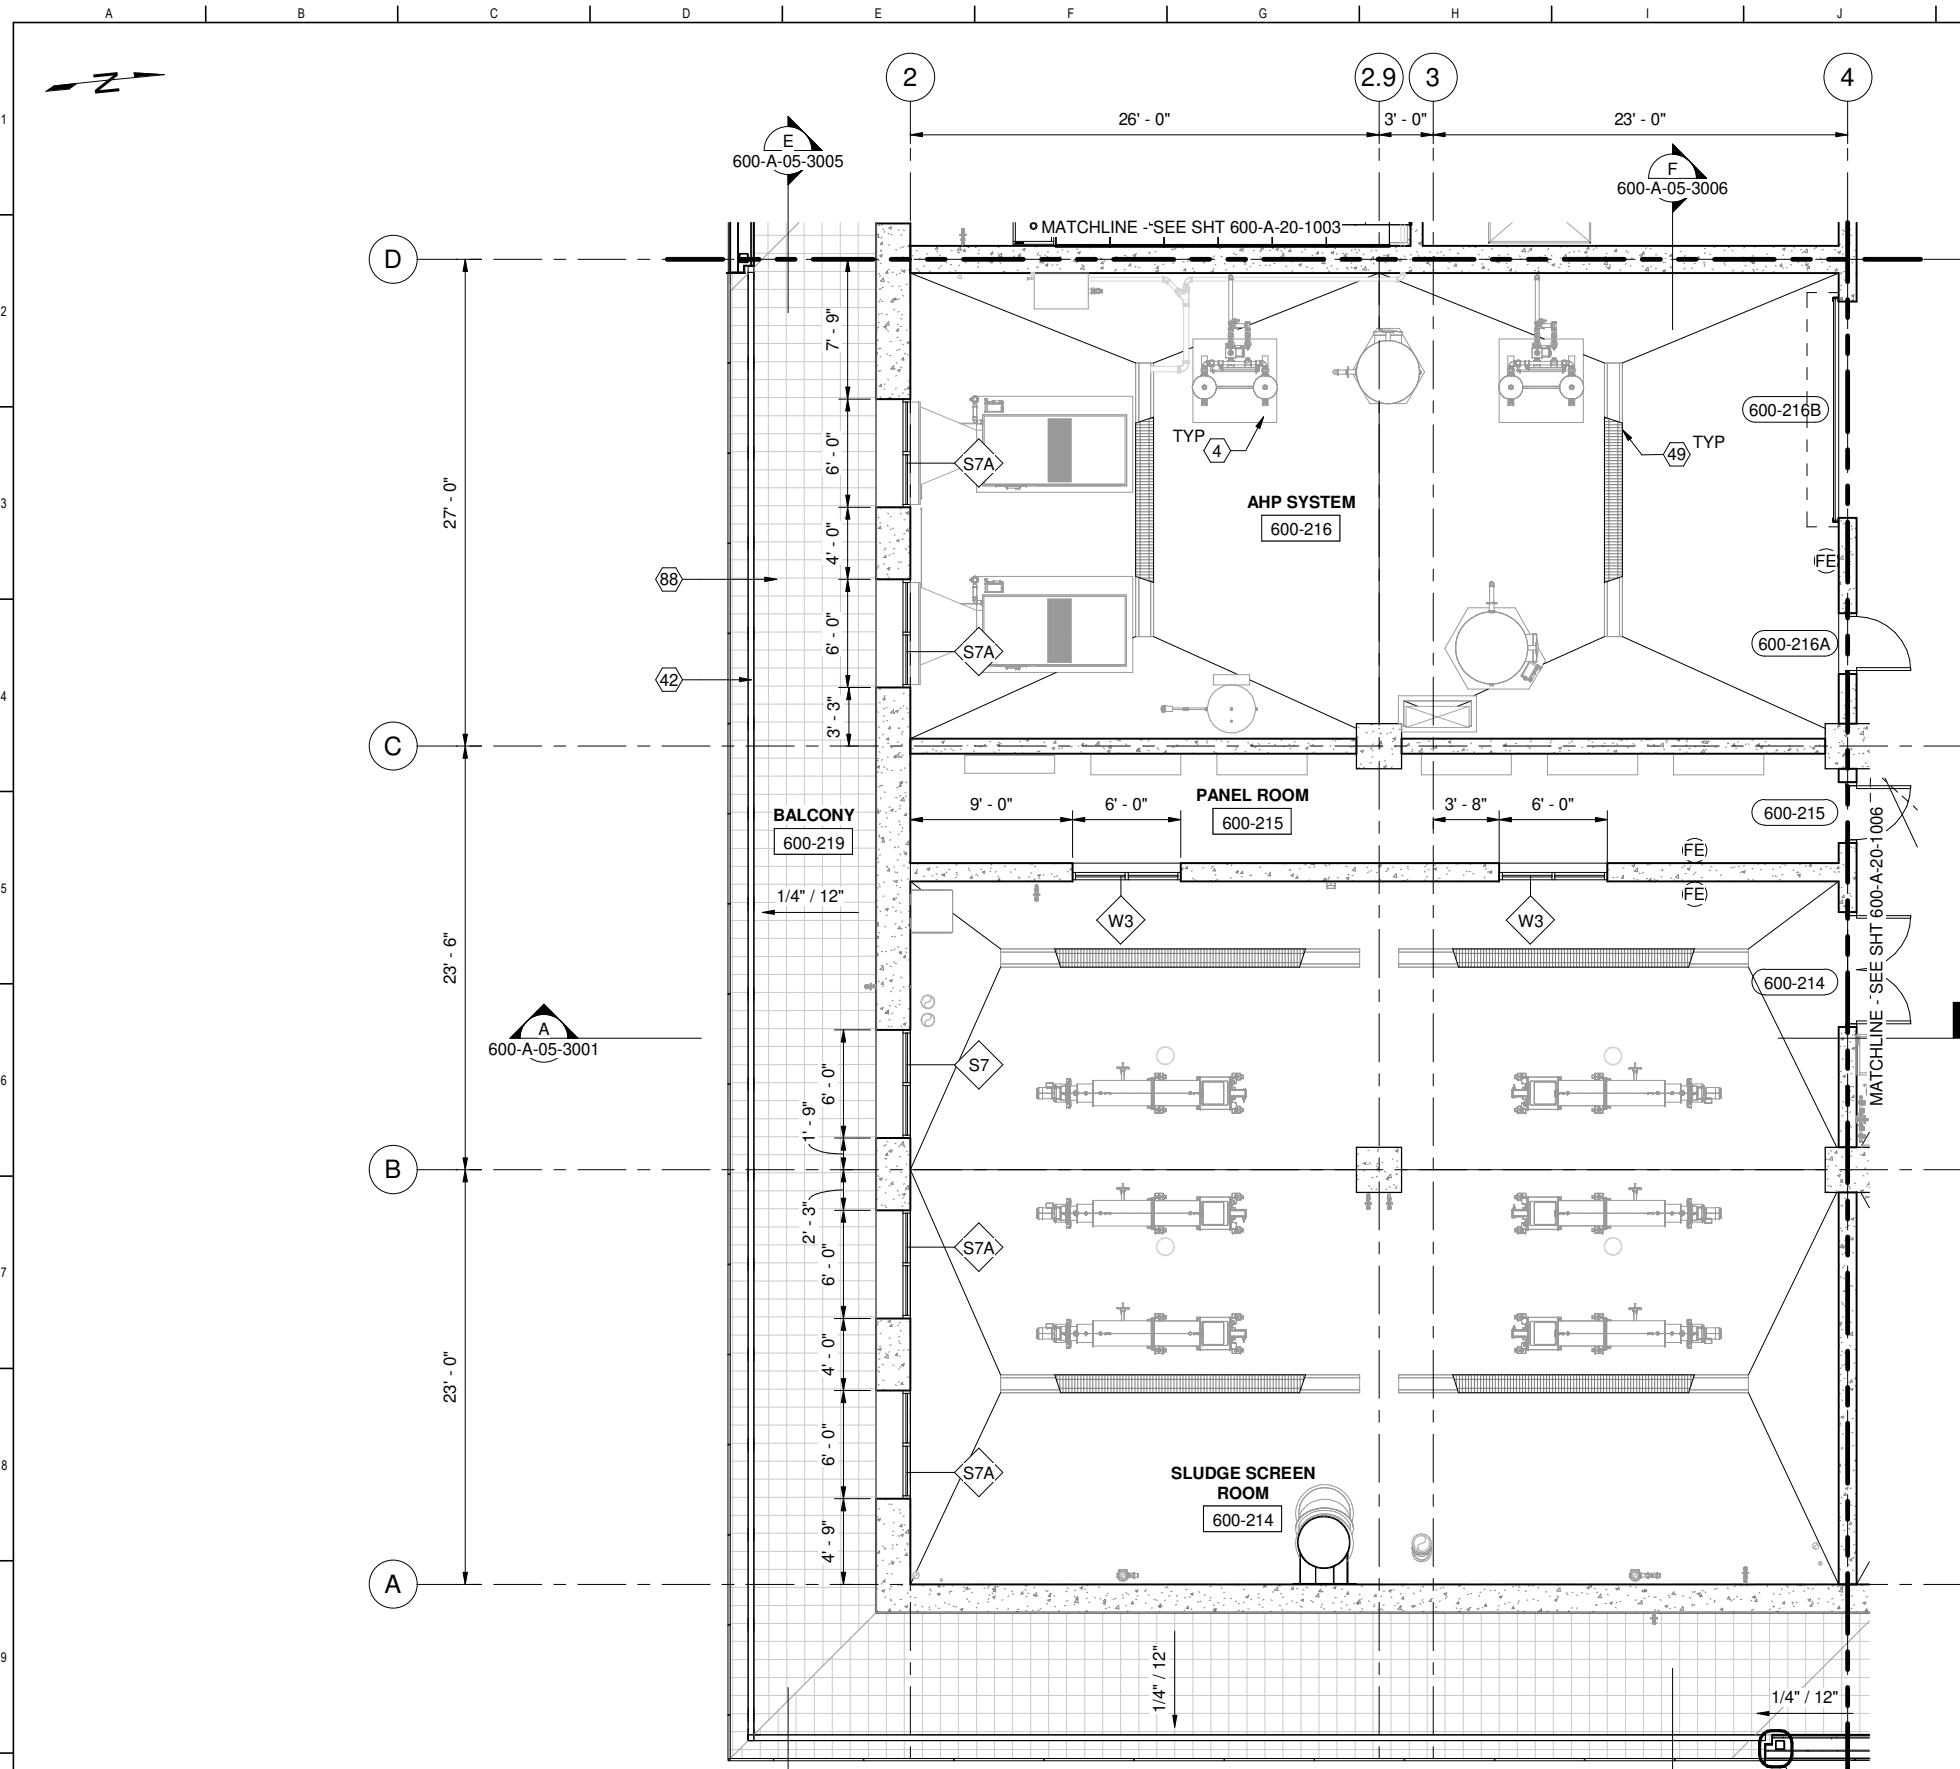 A B C D E F G H I J
N
2 2.9 3 4
1
26' - 0" 3' - 0" 23' - 0"
E
600-A-05-3005
F
600-A-05-3006
MATCHLINE - SEE SHT 600-A-20-1003
D
2
7' - 9"
600-216B
TYP
4
49
TYP
6' - 0"
S7A
3
27' - 0"
AHP SYSTEM
600-216
4' - 0"
FE
88
6' - 0"
S7A
600-216A
42
4
3' - 3"
C
BALCONY
600-219
9' - 0" 6' - 0"
PANEL ROOM
600-215
3' - 8" 6' - 0"
600-215
FE
5
1/4" / 12"
W3
W3
FE
23' - 6"
600-214
MATCHLINE - SEE SHT 600-A-20-1006
A
600-A-05-3001
S7
6
6' - 0"
1' - 9"
B
2' - 3"
S7A
7
6' - 0"
4' - 0"
23' - 0"
6' - 0"
S7A
8
SLUDGE SCREEN
ROOM
600-214
4' - 9"
A
9
1/4" / 12"
1/4" / 12"